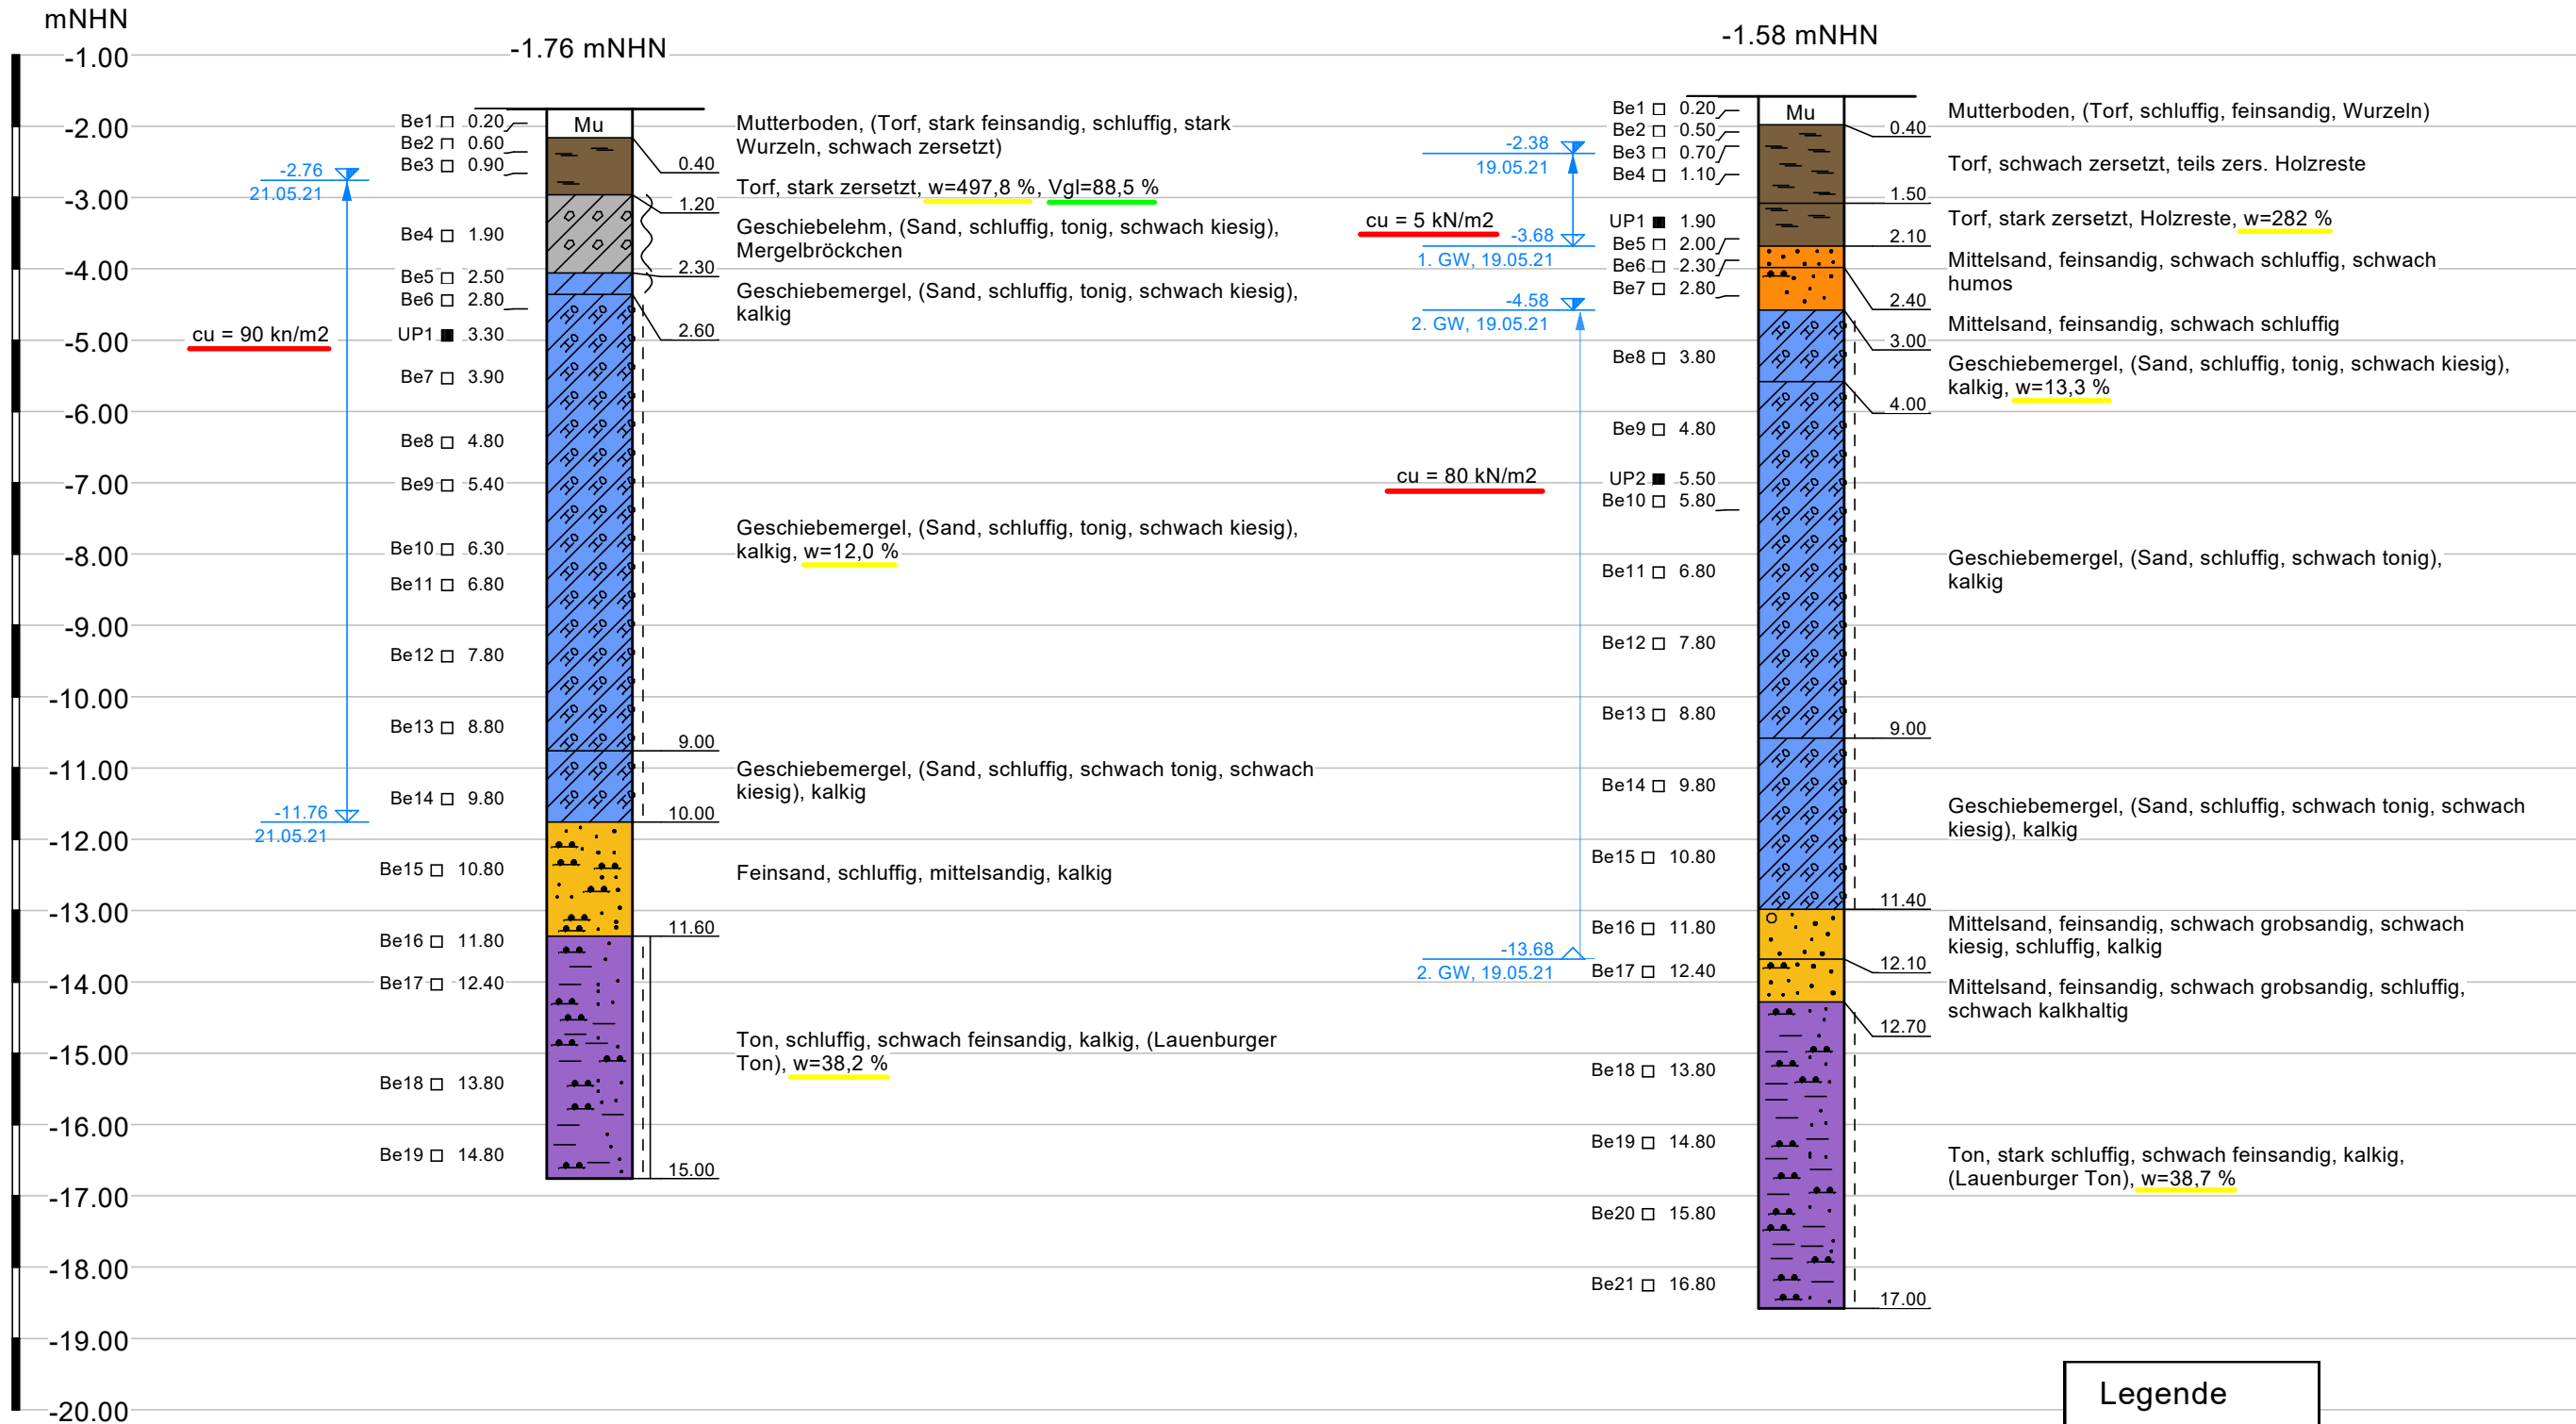 mNHN
-1.00
-2.00
-3.00
-4.00
-5.00
-6.00
-7.00
-8.00
-9.00
-10.00
-11.00
-12.00
-13.00
-14.00
-15.00
-16.00
-17.00
-18.00
-19.00
-20.00
-1.76 mNHN
-2.76
21.05.21
cu = 90 kn/m2
-11.76
21.05.21
Be1 0.20
Be2 0.60
Be3 0.90
Be4 1.90
Be5 2.50
Be6 2.80
UP1 3.30
Be7 3.90
Be8 4.80
Be9 5.40
Be10 6.30
Be11 6.80
Be12 7.80
Be13 8.80
Be14 9.80
Be15 10.80
Be16 11.80
Be17 12.40
Be18 13.80
Be19 14.80
Mu
0.40
1.20
2.30
2.60
9.00
10.00
11.60
15.00
Mutterboden, (Torf, stark feinsandig, schluffig, stark
Wurzeln, schwach zersetzt)
Torf, stark zersetzt, w=497,8 %, Vgl=88,5 %
Geschiebelehm, (Sand, schluffig, tonig, schwach kiesig),
Mergelbröckchen
Geschiebemergel, (Sand, schluffig, tonig, schwach kiesig),
kalkig
Geschiebemergel, (Sand, schluffig, tonig, schwach kiesig),
kalkig, w=12,0 %
Geschiebemergel, (Sand, schluffig, schwach tonig, schwach
kiesig), kalkig
Feinsand, schluffig, mittelsandig, kalkig
Ton, schluffig, schwach feinsandig, kalkig, (Lauenburger
Ton), w=38,2 %
-1.58 mNHN
-2.38
19.05.21
cu = 5 kN/m2
-3.68
1. GW, 19.05.21
-4.58
2. GW, 19.05.21
cu = 80 kN/m2
-13.68
2. GW, 19.05.21
Be1 0.20
Be2 0.50
Be3 0.70
Be4 1.10
UP1 1.90
Be5 2.00
Be6 2.30
Be7 2.80
Be8 3.80
Be9 4.80
UP2 5.50
Be10 5.80
Be11 6.80
Be12 7.80
Be13 8.80
Be14 9.80
Be15 10.80
Be16 11.80
Be17 12.40
Be18 13.80
Be19 14.80
Be20 15.80
Be21 16.80
Mu
0.40
1.50
2.10
2.40
3.00
4.00
9.00
11.40
12.10
12.70
17.00
Mutterboden, (Torf, schluffig, feinsandig, Wurzeln)
Torf, schwach zersetzt, teils zers. Holzreste
Torf, stark zersetzt, Holzreste, w=282 %
Mittelsand, feinsandig, schwach schluffig, schwach
humos
Mittelsand, feinsandig, schwach schluffig
Geschiebemergel, (Sand, schluffig, tonig, schwach kiesig),
kalkig, w=13,3 %
Geschiebemergel, (Sand, schluffig, schwach tonig),
kalkig
Geschiebemergel, (Sand, schluffig, schwach tonig, schwach
kiesig), kalkig
Mittelsand, feinsandig, schwach grobsandig, schwach
kiesig, schluffig, kalkig
Mittelsand, feinsandig, schwach grobsandig, schluffig,
schwach kalkhaltig
Ton, stark schluffig, schwach feinsandig, kalkig,
(Lauenburger Ton), w=38,7 %
Legende